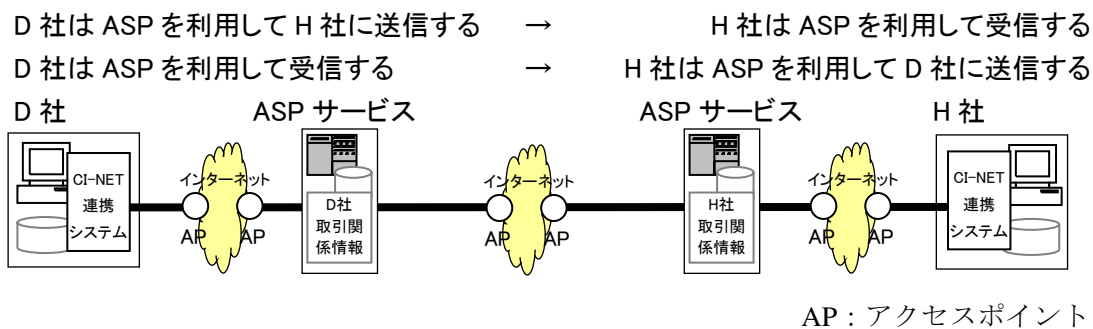 D 社は ASP を利用して H 社に送信する → H 社は ASP を利用して受信する
D 社は ASP を利用して受信する → H 社は ASP を利用して D 社に送信する
D 社 ASP サービス ASP サービス H 社
CI-NET
連携
システム
インターネット
AP AP
D社
取引関
係情報
インターネット
AP AP
H社
取引関
係情報
インターネット
AP AP
CI-NET
連携
システム
AP：アクセスポイント